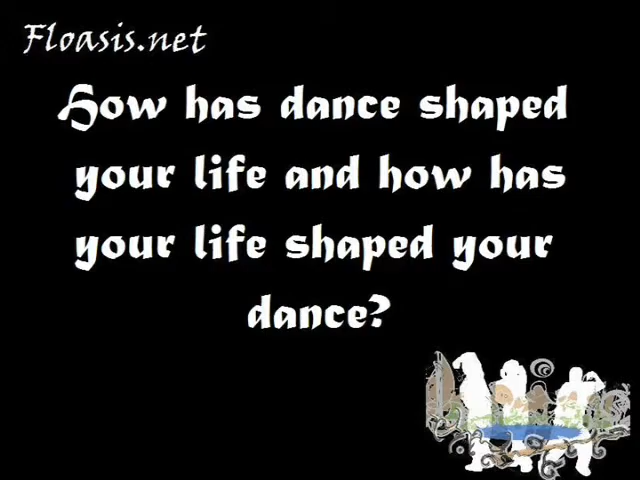 Floasis.net
How has dance shaped
your life and how has
your life shaped your
dance?